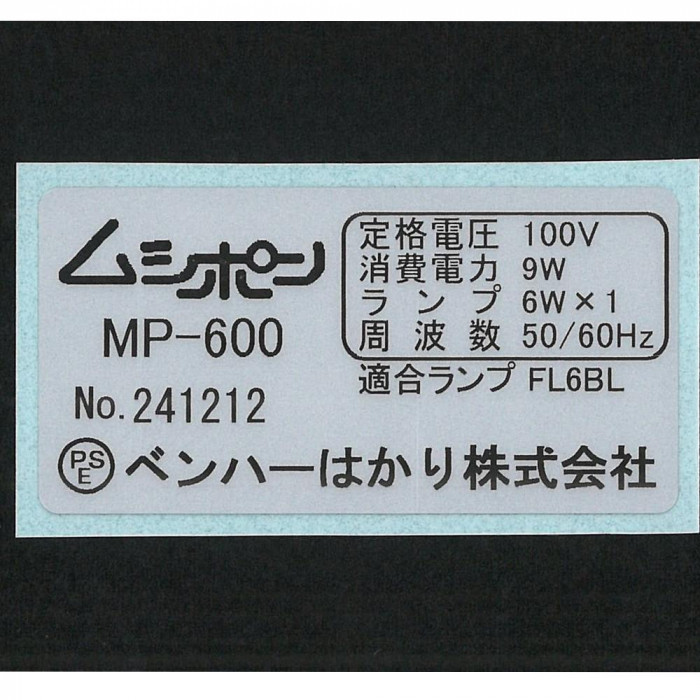 ムシポン
MP-600
No.241212
定格電圧 100V
消費電力 9W
ランプ 6W×1
周波数 50/60Hz
適合ランプ FL6BL
PSE ベンハーはかり株式会社